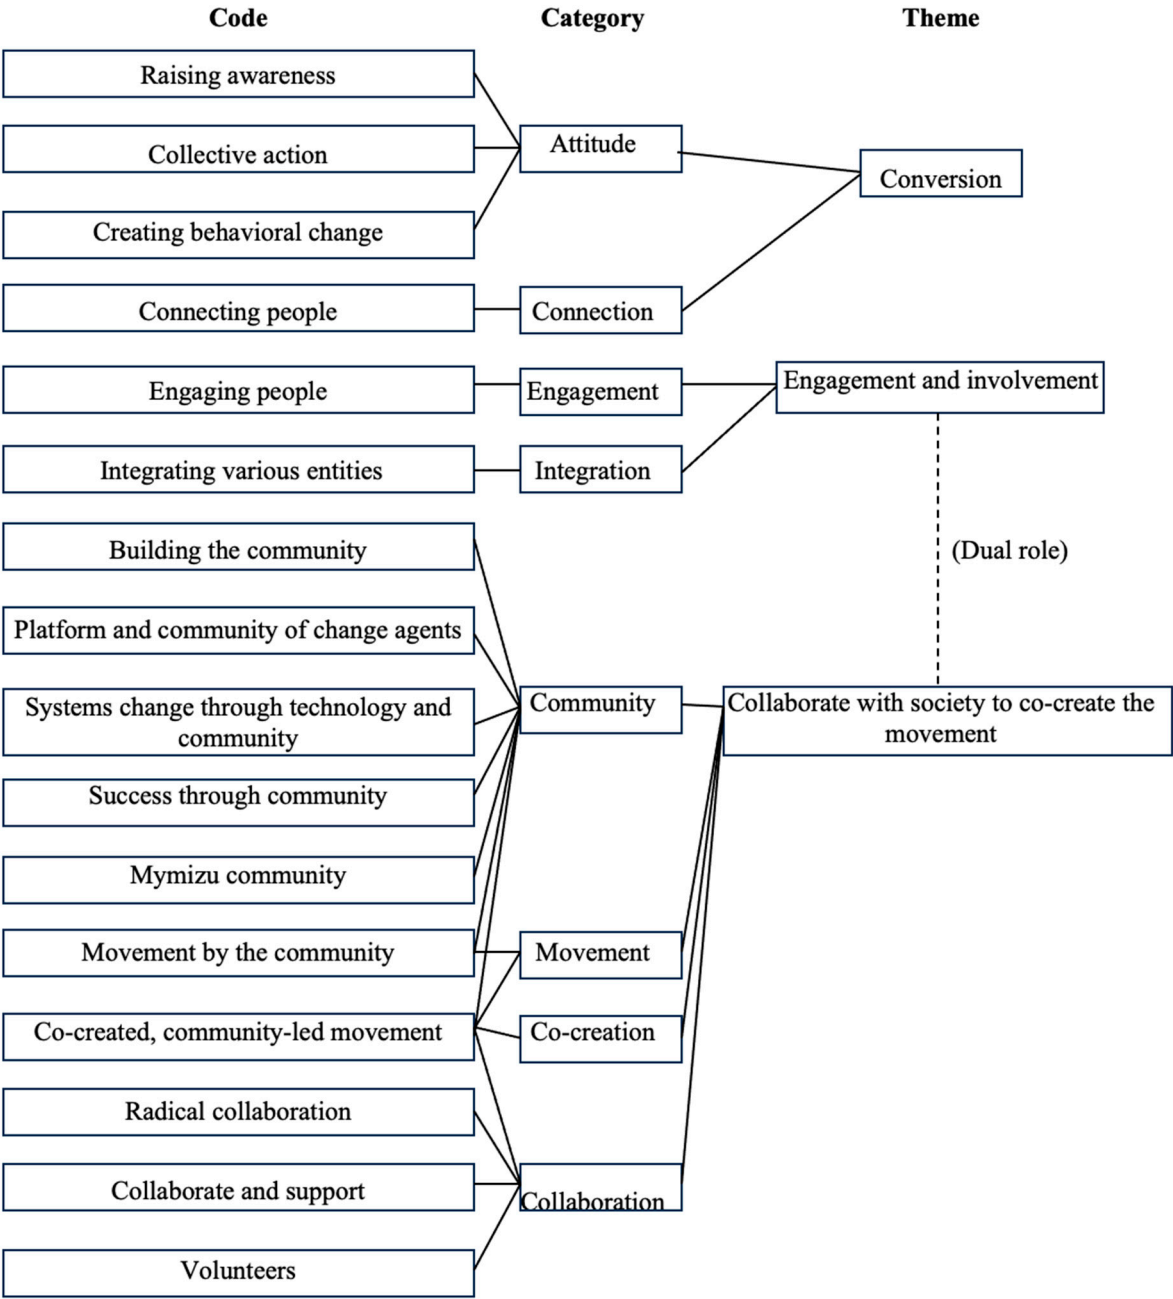 Code Category Theme
Raising awareness
Attitude
Collective action
Conversion
Creating behavioral change
Connecting people
Connection
Engaging people
Engagement
Engagement and involvement
Integrating various entities
Integration
Building the community
(Dual role)
Platform and community of change agents
Systems change through technology and
community
Community
Collaborate with society to co-create the
movement
Success through community
Mymizu community
Movement by the community
Movement
Co-created, community-led movement
Co-creation
Radical collaboration
Collaborate and support
Collaboration
Volunteers